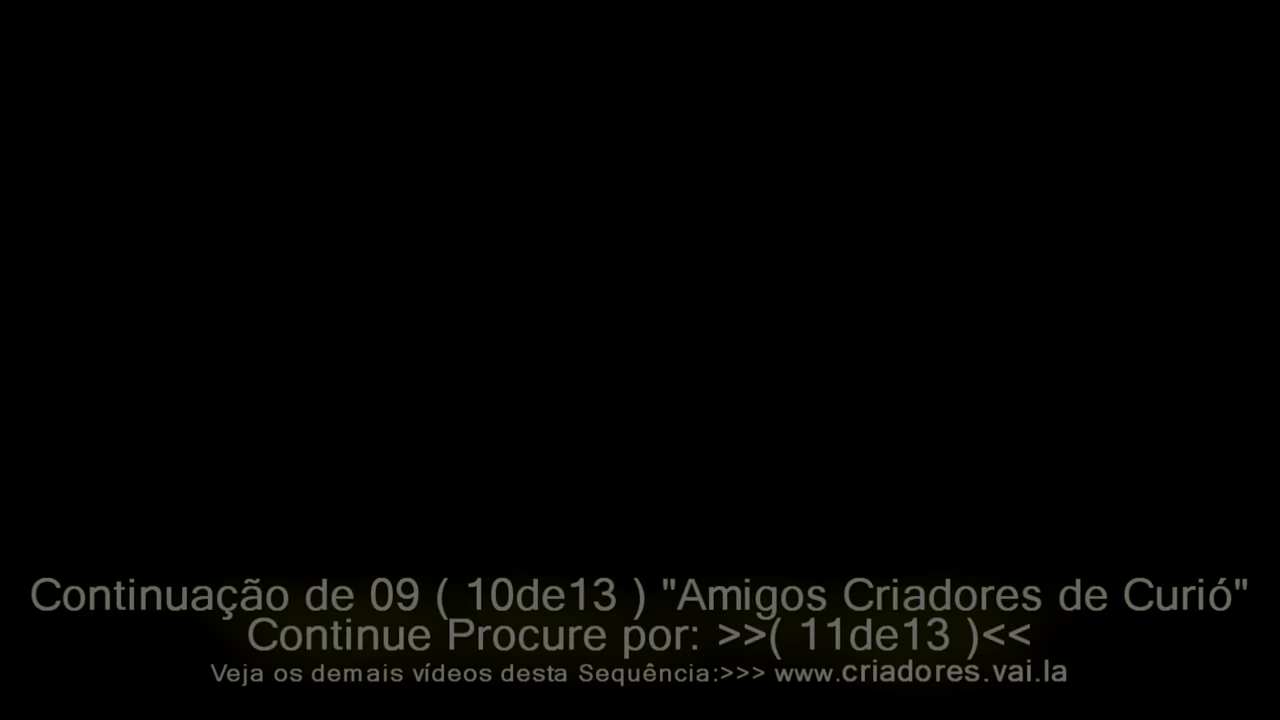 Continuação de 09 ( 10de13 ) "Amigos Criadores de Curió"
Continue Procure por: >>( 11de13 )<<
Veja os demais vídeos desta Sequência:>>> www.criadores.vai.la